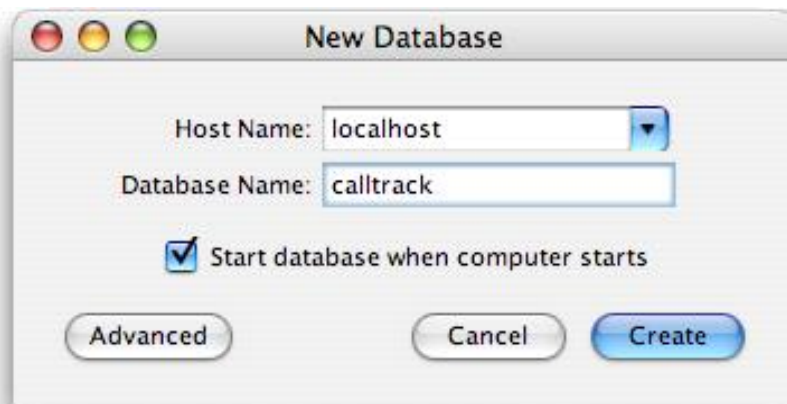 New Database
Host Name: localhost
Database Name: calltrack
Start database when computer starts
Advanced Cancel Create